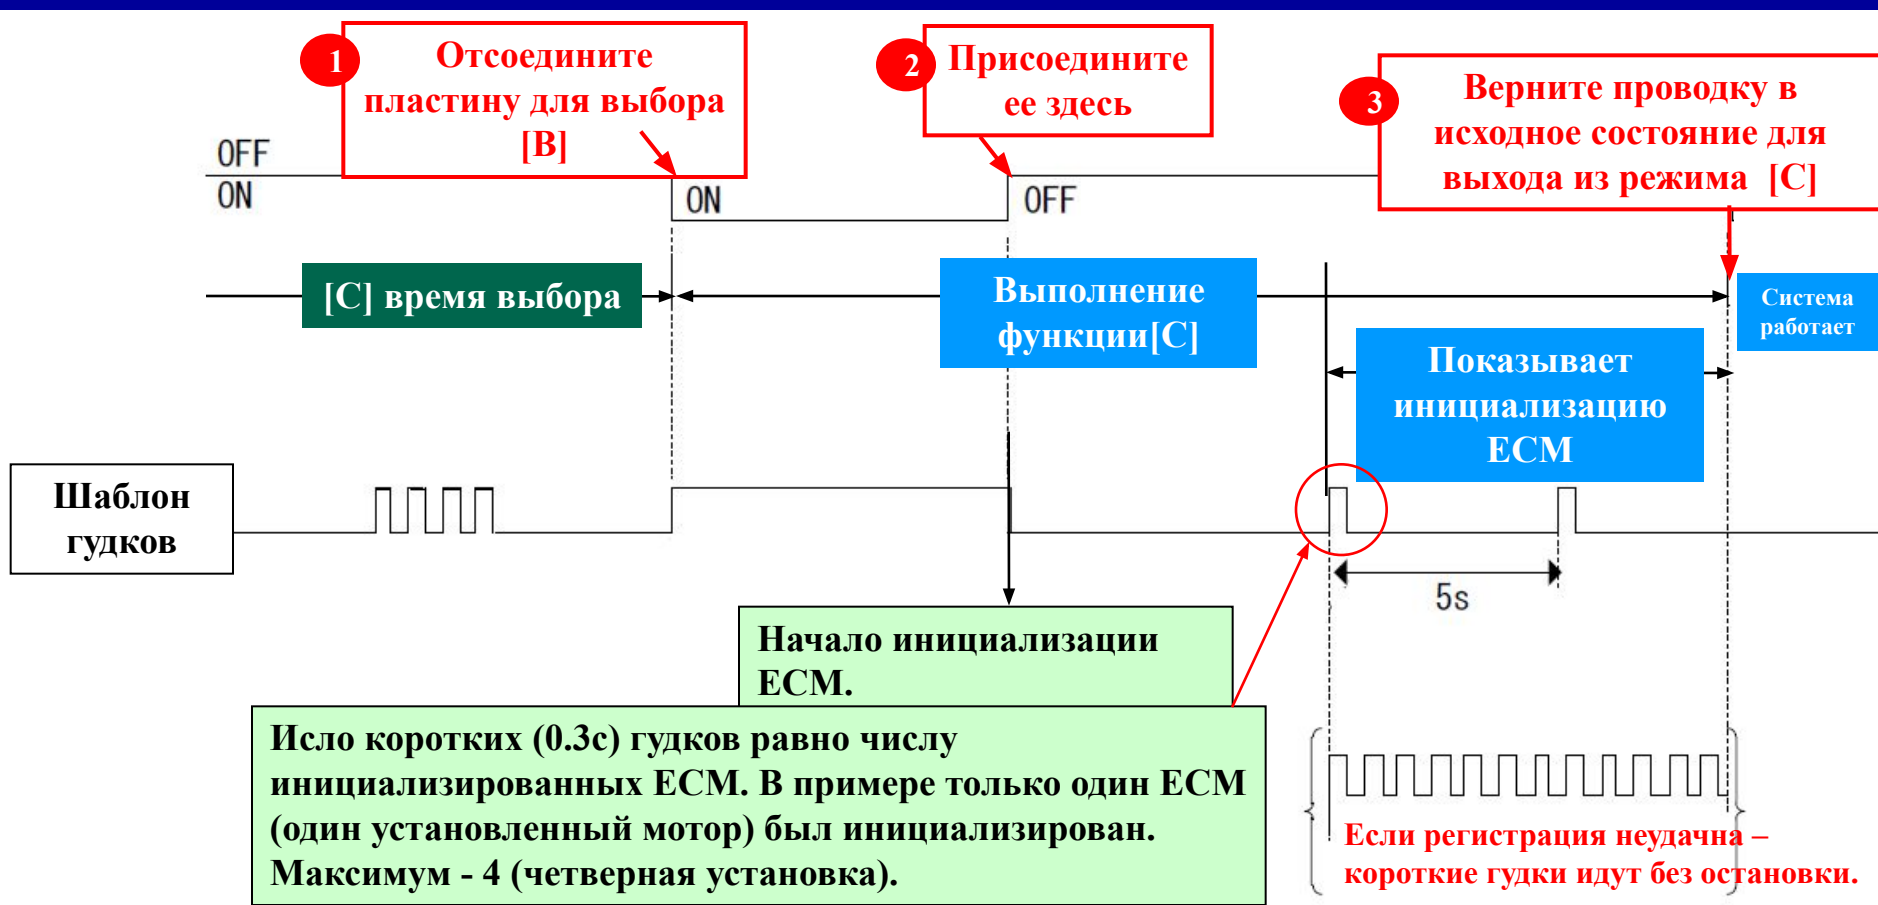 1
Отсоедините
пластину для выбора
[B]
2
Присоедините
ее здесь
3
Верните проводку в
исходное состояние для
выхода из режима [C]
OFF
ON
ON
OFF
[C] время выбора
Выполнение
функции[C]
Система
работает
Показывает
инициализацию
ECM
Шаблон
гудков
5s
Начало инициализации
ECM.
Исло коротких (0.3с) гудков равно числу
инициализированных ECM. В примере только один ECM
(один установленный мотор) был инициализирован.
Максимум - 4 (четверная установка).
Если регистрация неудачна –
короткие гудки идут без остановки.